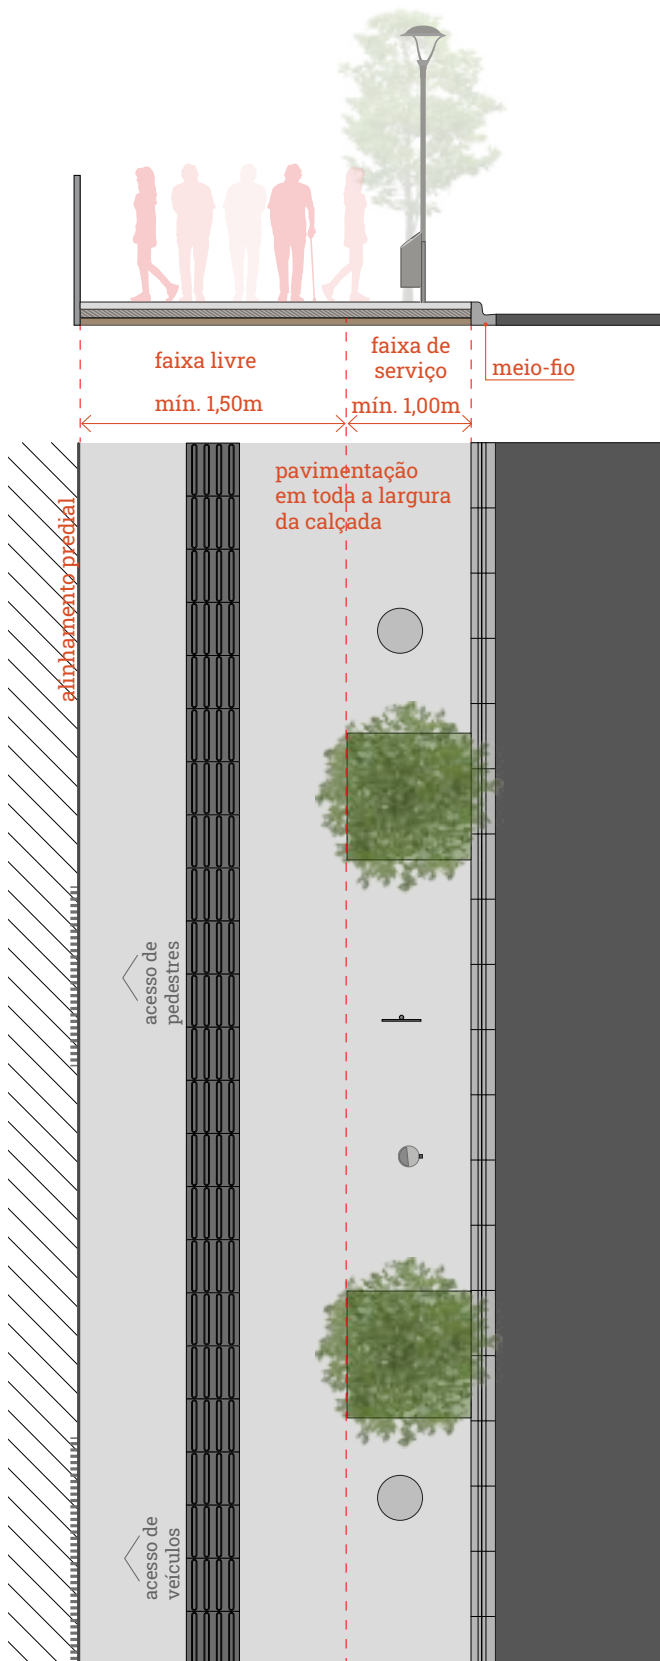 faixa livre
mín. 1,50m
faixa de
serviço
mín. 1,00m
meio-fio
pavimentação
em toda a largura
da calçada
alinhamento predial
acesso de
pedestres
acesso de
veículos